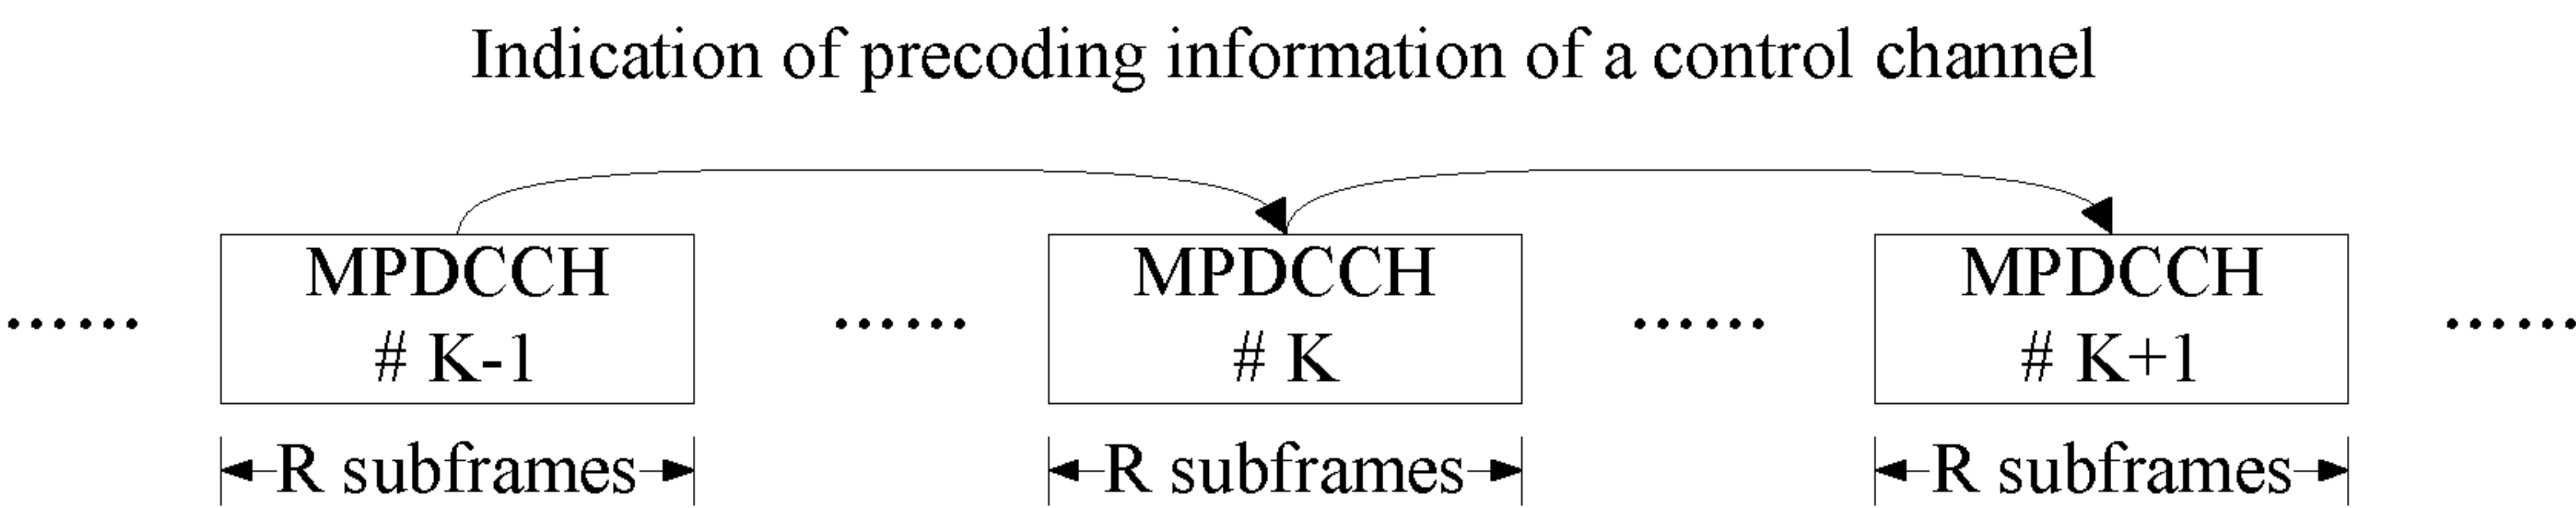 Indication of precoding information of a control channel
MPDCCH
# K-1
MPDCCH
# K
MPDCCH
# K+1
...... ...... ...... ......
R subframes R subframes R subframes